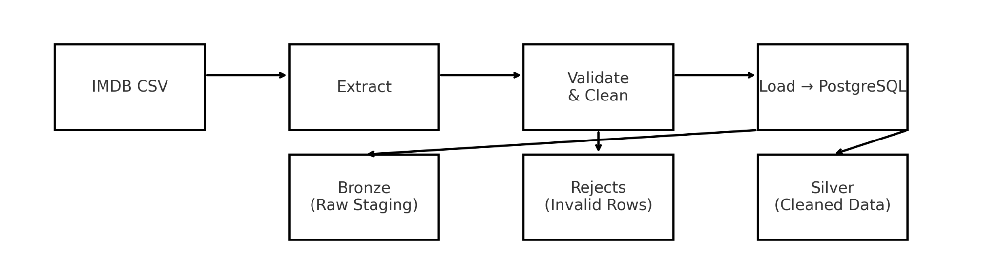 IMDB CSV
Extract
Validate
& Clean
Load → PostgreSQL
Bronze
(Raw Staging)
Rejects
(Invalid Rows)
Silver
(Cleaned Data)